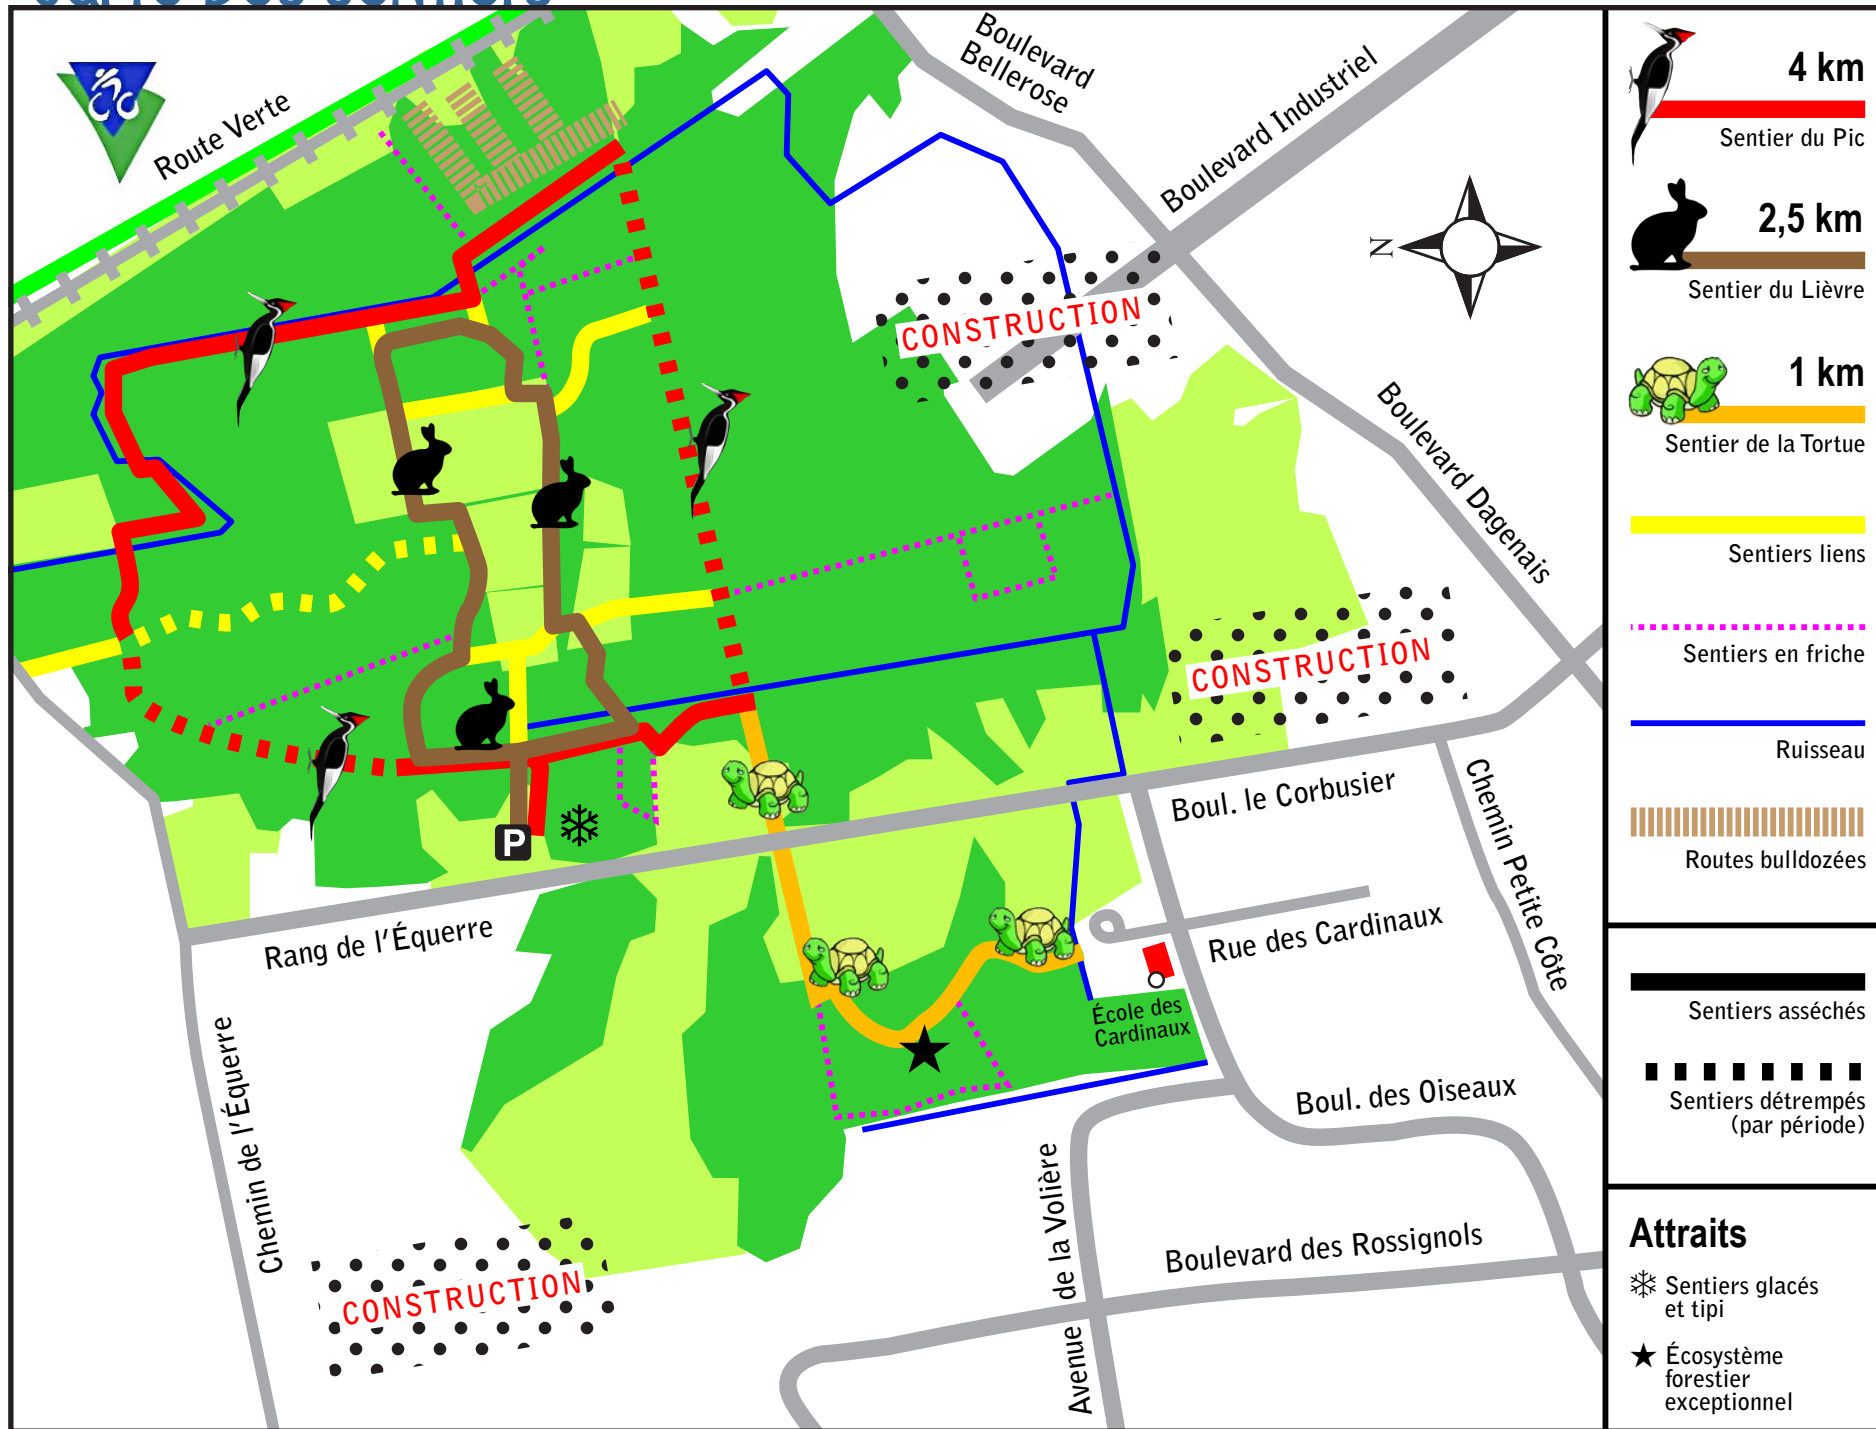 Carte des sentiers
Route Verte
Boulevard
Bellerose
Boulevard Industriel
N
CONSTRUCTION
Boulevard Dagenais
CONSTRUCTION
Boul. le Corbusier
Chemin Petite Côte
P
Rang de l'Équerre
Rue des Cardinaux
École des
Cardinaux
Chemin de l'Équerre
Boul. des Oiseaux
Avenue de la Volière
Boulevard des Rossignols
CONSTRUCTION
4 km
Sentier du Pic
2,5 km
Sentier du Lièvre
1 km
Sentier de la Tortue
Sentiers liens
Sentiers en friche
Ruisseau
Routes bulldozées
Sentiers asséchés
Sentiers détrempés
(par période)
Attraits
Sentiers glacés
et tipi
Écosystème
forestier
exceptionnel